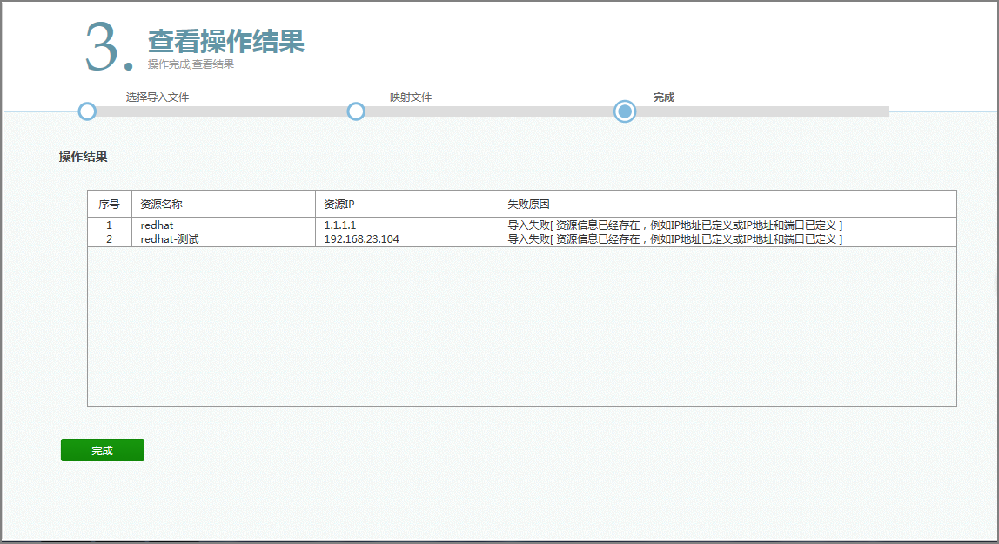 3.
查看操作结果
操作完成,查看结果
选择导入文件 映射文件 完成
操作结果
序号 资源名称 资源IP 失败原因
1 redhat 1.1.1.1 导入失败[ 资源信息已经存在，例如IP地址已定义或IP地址和端口已定义 ]
2 redhat-测试 192.168.23.104 导入失败[ 资源信息已经存在，例如IP地址已定义或IP地址和端口已定义 ]
完成